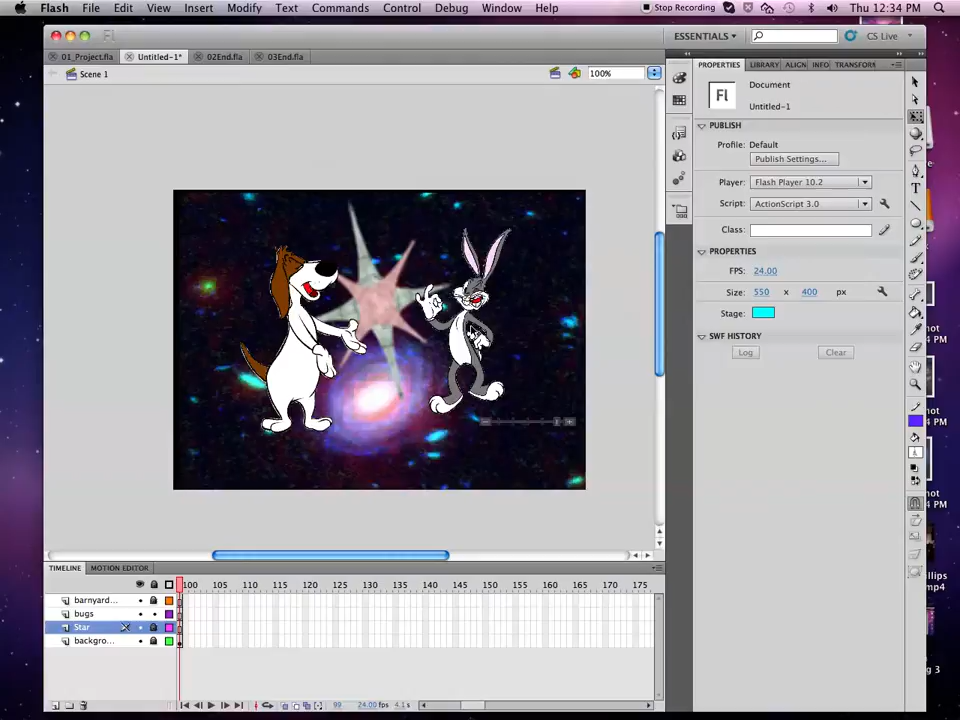 Flash File Edit View Insert Modify Text Commands Control Debug Window Help Stop Recording Thu 12:34 PM
ESSENTIALS CS Live
01_Project.fla Untitled-1* 02End.fla 03End.fla
Scene 1 100%
PROPERTIES LIBRARY ALIGN INFO TRANSFORM
Fl Document
Untitled-1
PUBLISH
Profile: Default
Publish Settings...
Player: Flash Player 10.2
Script: ActionScript 3.0
Class:
PROPERTIES
FPS: 24.00
Size: 550 x 400 px
Stage:
SWF HISTORY
Log Clear
TIMELINE MOTION EDITOR
100 105 110 115 120 125 130 135 140 145 150 155 160 165 170 175
barnyard...
bugs
Star
backgro...
99 24.00 fps 4.1 s